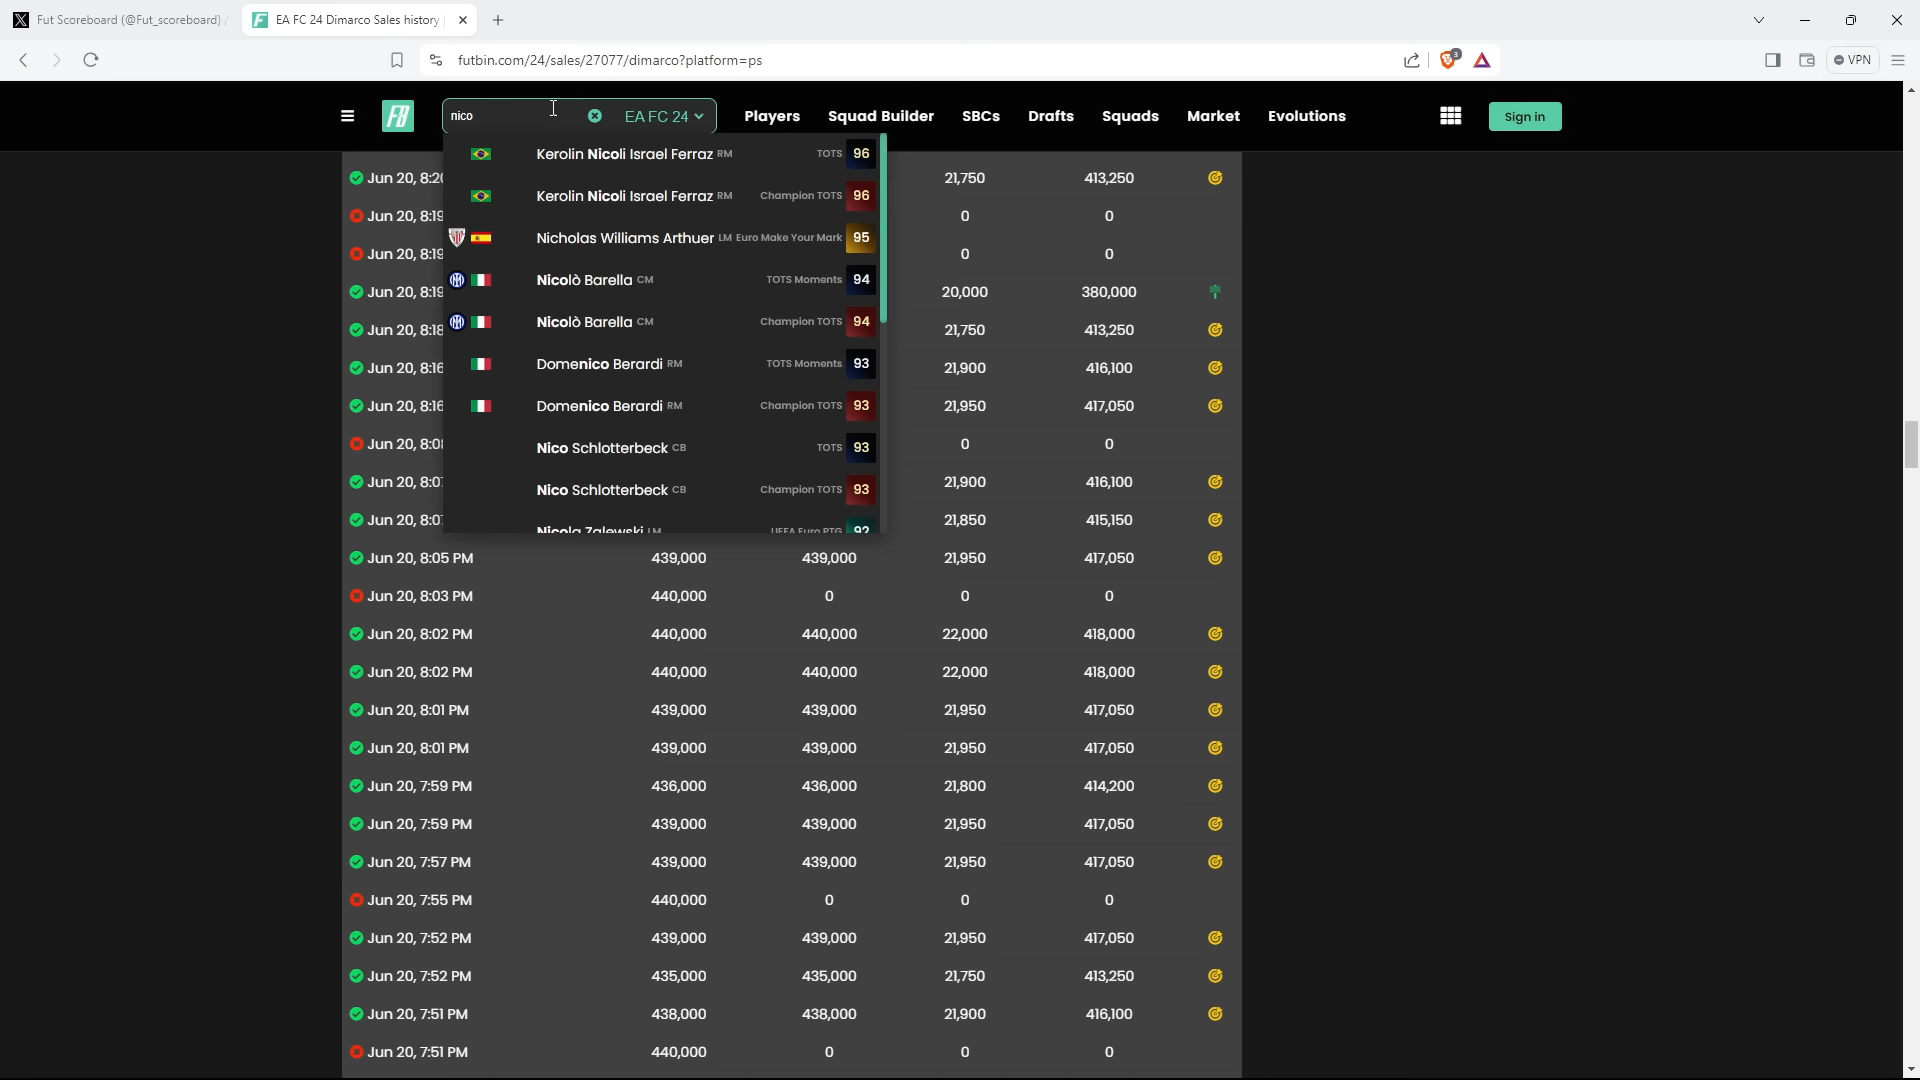 Fut Scoreboard (@Fut_scoreboard) /
EA FC 24 Dimarco Sales history
futbin.com/24/sales/27077/dimarco?platform=ps
3
VPN
nico
EA FC 24
Players
Squad Builder
SBCs
Drafts
Squads
Market
Evolutions
Sign in
Kerolin Nicoli Israel Ferraz RM TOTS 96
Kerolin Nicoli Israel Ferraz RM Champion TOTS 96
Nicholas Williams Arthuer LM Euro Make Your Mark 95
Nicolò Barella CM TOTS Moments 94
Nicolò Barella CM Champion TOTS 94
Domenico Berardi RM TOTS Moments 93
Domenico Berardi RM Champion TOTS 93
Nico Schlotterbeck CB TOTS 93
Nico Schlotterbeck CB Champion TOTS 93
Nicola Zalewski LM UEFA Euro PTG 92
Jun 20, 8:20 21,750 413,250
Jun 20, 8:19 0 0
Jun 20, 8:19 0 0
Jun 20, 8:19 20,000 380,000
Jun 20, 8:18 21,750 413,250
Jun 20, 8:16 21,900 416,100
Jun 20, 8:16 21,950 417,050
Jun 20, 8:08 0 0
Jun 20, 8:07 21,900 416,100
Jun 20, 8:07 21,850 415,150
Jun 20, 8:05 PM 439,000 439,000 21,950 417,050
Jun 20, 8:03 PM 440,000 0 0 0
Jun 20, 8:02 PM 440,000 440,000 22,000 418,000
Jun 20, 8:02 PM 440,000 440,000 22,000 418,000
Jun 20, 8:01 PM 439,000 439,000 21,950 417,050
Jun 20, 8:01 PM 439,000 439,000 21,950 417,050
Jun 20, 7:59 PM 436,000 436,000 21,800 414,200
Jun 20, 7:59 PM 439,000 439,000 21,950 417,050
Jun 20, 7:57 PM 439,000 439,000 21,950 417,050
Jun 20, 7:55 PM 440,000 0 0 0
Jun 20, 7:52 PM 439,000 439,000 21,950 417,050
Jun 20, 7:52 PM 435,000 435,000 21,750 413,250
Jun 20, 7:51 PM 438,000 438,000 21,900 416,100
Jun 20, 7:51 PM 440,000 0 0 0